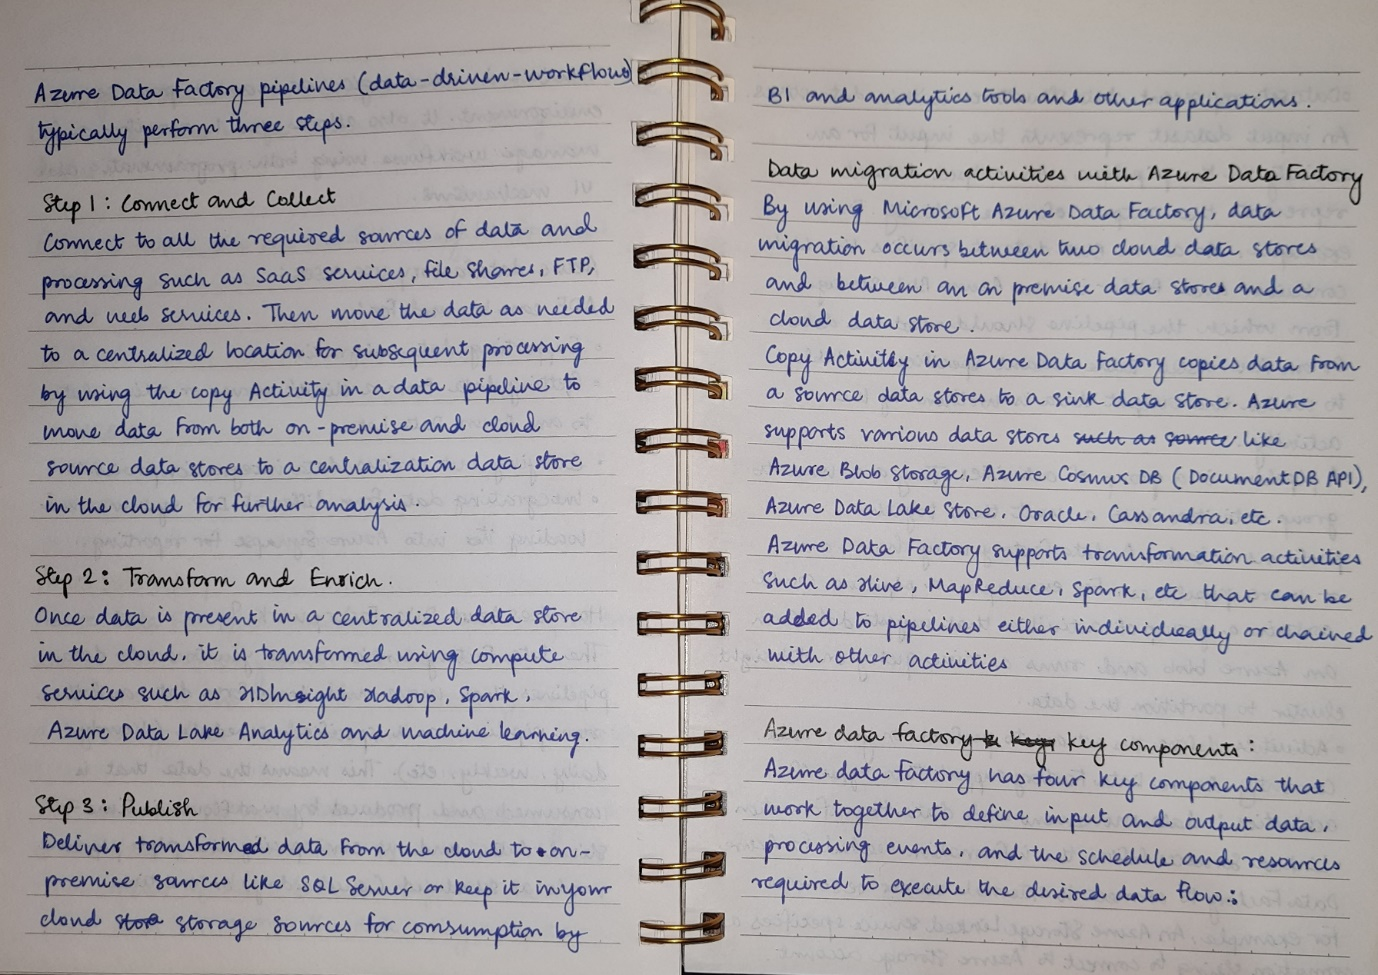 Azure Data Factory pipelines (data-driven-workflows)
typically perform three steps.
Step 1 : Connect and Collect
Connect to all the required sources of data and
processing such as SaaS services, file shares, FTP,
and web services. Then move the data as needed
to a centralized location for subsequent processing
by using the copy Activity in a data pipeline to
move data from both on-premise and cloud
source data stores to a centralization data store
in the cloud for further analysis.
Step 2 : Transform and Enrich.
Once data is present in a centralized data store
in the cloud, it is transformed using compute
services such as HDInsight Hadoop, Spark,
Azure Data Lake Analytics and machine learning.
Step 3 : Publish
Deliver transformed data from the cloud to on-
premise sources like SQL Server or keep it in your
cloud store storage sources for comsumption by
BI and analytics tools and other applications.
Data migration activities with Azure Data Factory
By using Microsoft Azure Data Factory, data
migration occurs between two cloud data stores
and between an on premise data stores and a
cloud data store.
Copy Activity in Azure Data Factory copies data from
a source data stores to a sink data store. Azure
supports various data stores such as source like
Azure Blob storage, Azure Cosmus DB (DocumentDB API),
Azure Data Lake Store, Oracle, Cassandra, etc.
Azure Data Factory supports transformation activities
such as Hive, MapReduce, Spark, etc that can be
added to pipelines either individually or chained
with other activities
Azure data factory key components :
Azure data factory has four key components that
work together to define input and output data,
processing events, and the schedule and resources
required to execute the desired data flow :